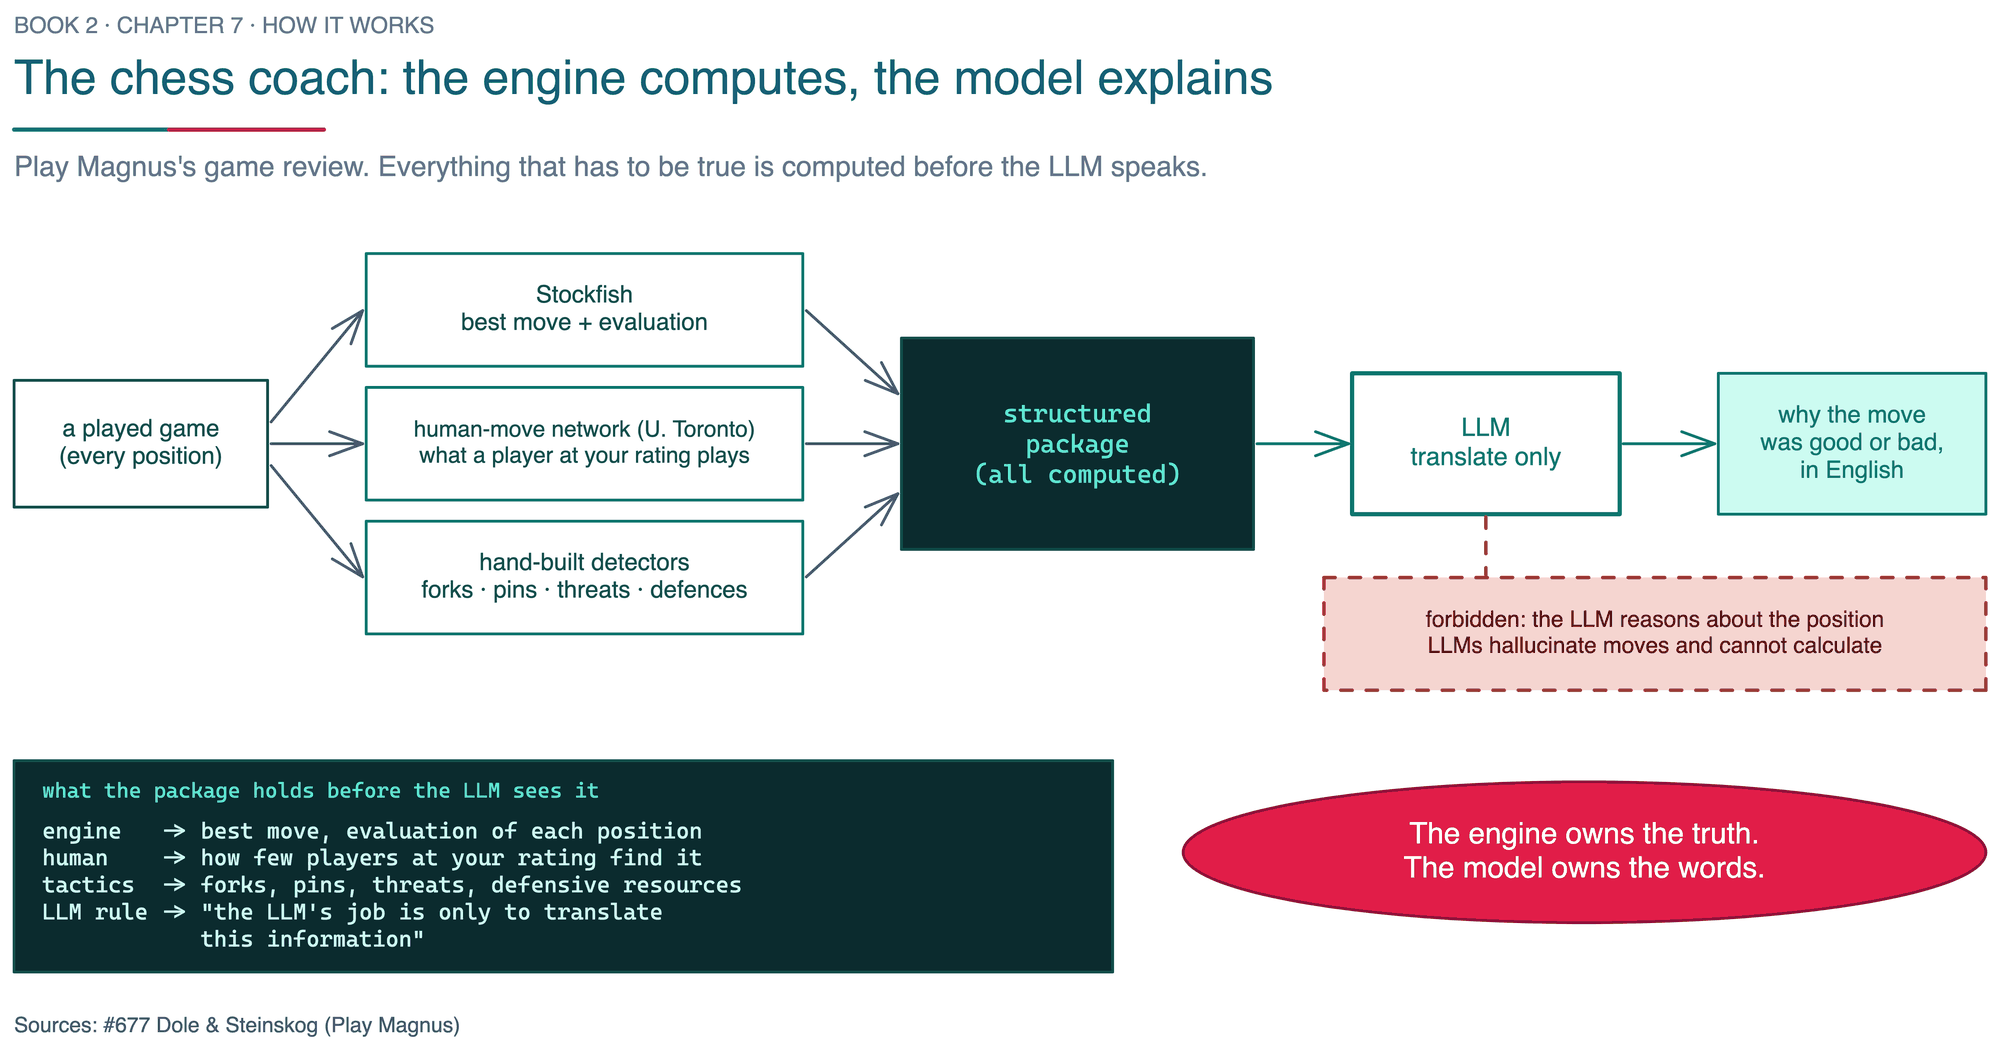 BOOK 2 · CHAPTER 7 · HOW IT WORKS
The chess coach: the engine computes, the model explains
Play Magnus's game review. Everything that has to be true is computed before the LLM speaks.
a played game
(every position)
Stockfish
best move + evaluation
human-move network (U. Toronto)
what a player at your rating plays
hand-built detectors
forks · pins · threats · defences
structured
package
(all computed)
LLM
translate only
why the move
was good or bad,
in English
forbidden: the LLM reasons about the position
LLMs hallucinate moves and cannot calculate
what the package holds before the LLM sees it
engine → best move, evaluation of each position
human → how few players at your rating find it
tactics → forks, pins, threats, defensive resources
LLM rule → "the LLM's job is only to translate
this information"
The engine owns the truth.
The model owns the words.
Sources: #677 Dole & Steinskog (Play Magnus)